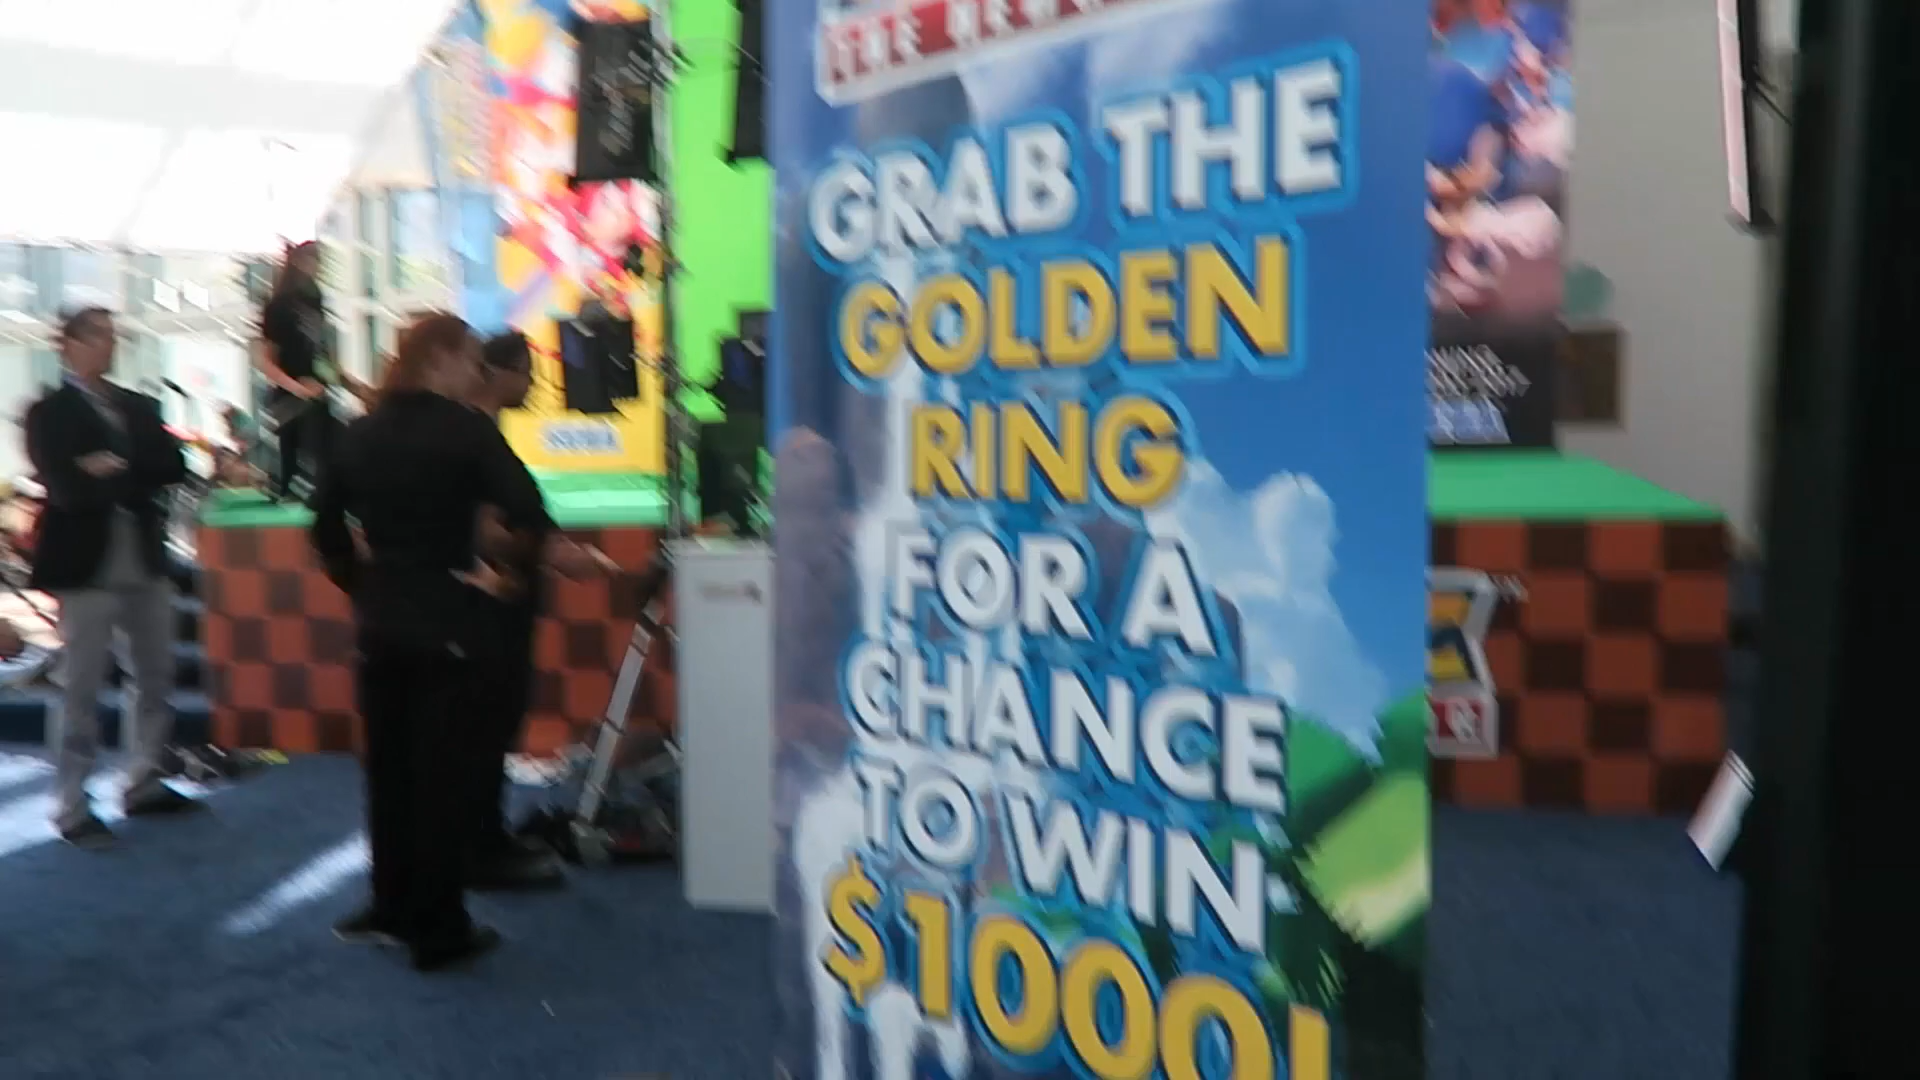 GRAB THE
GOLDEN
RING
FOR A
CHANCE
TO WIN
$1000!